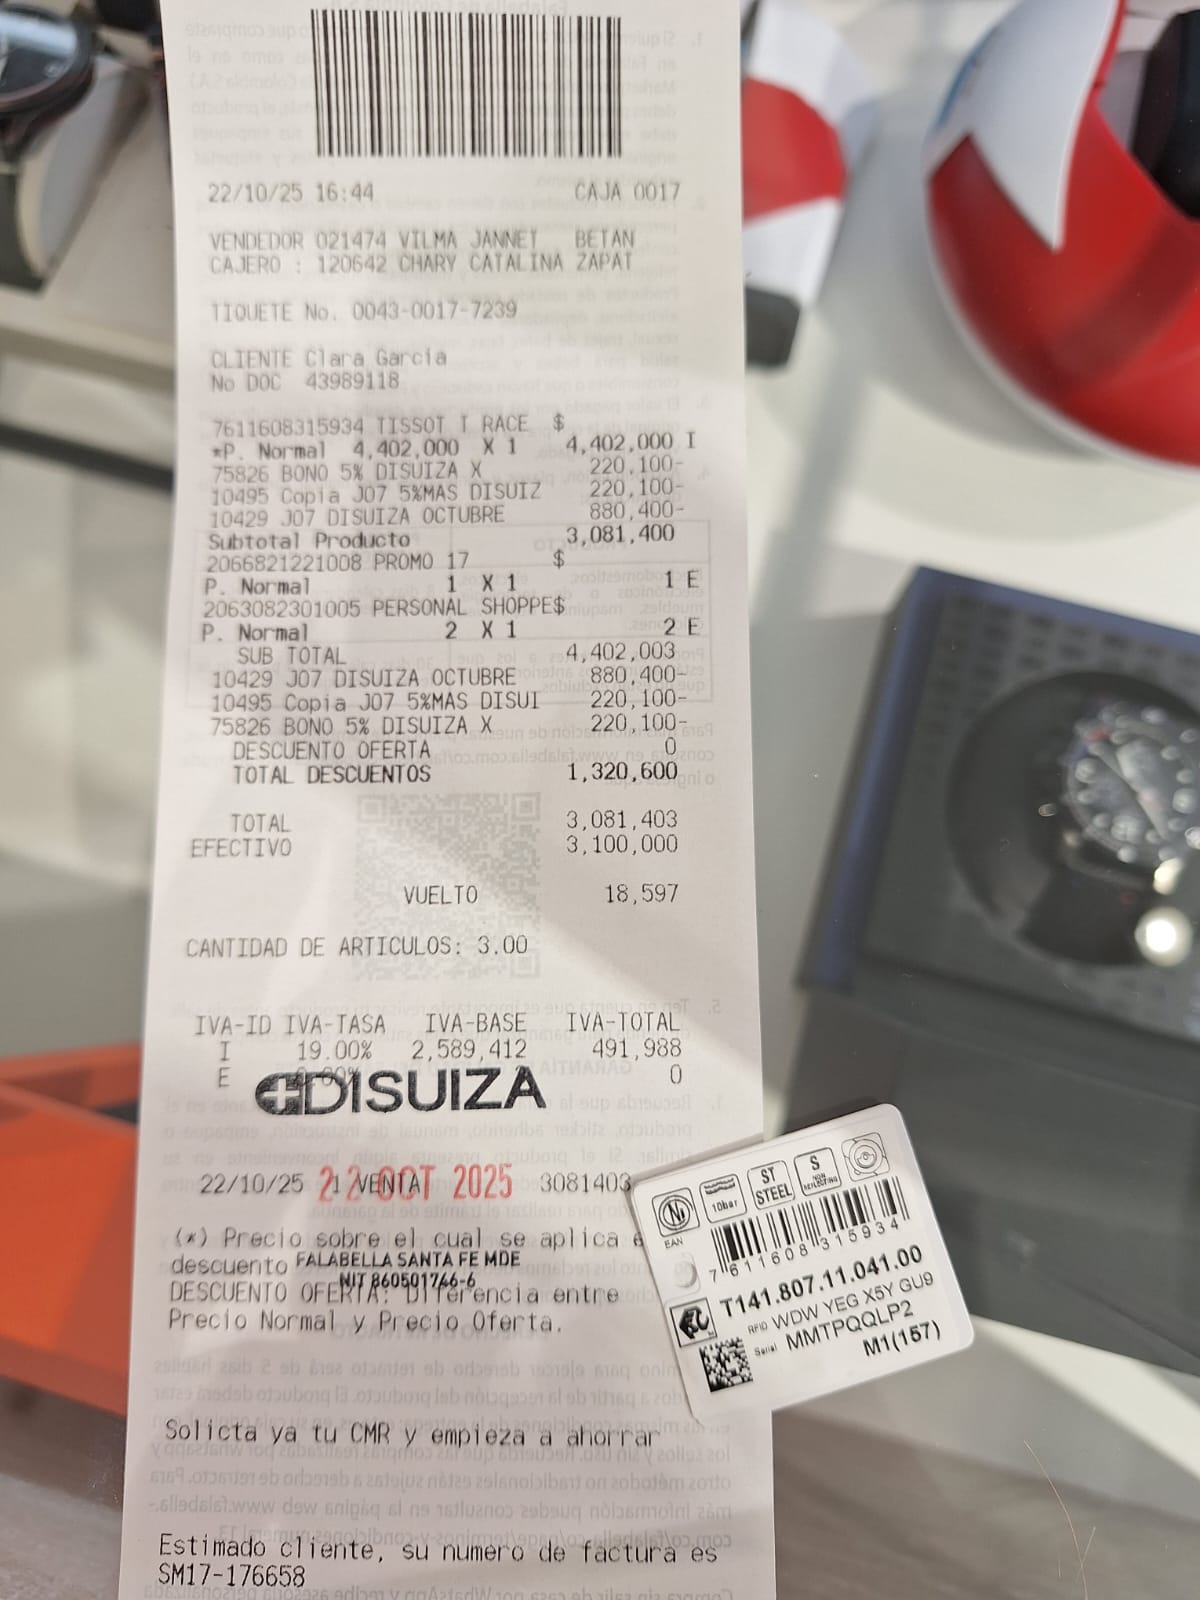 22/10/25 16:44 CAJA 0017
VENDEDOR 021474 VILMA JANNET BETAN
CAJERO : 120642 CHARY CATALINA ZAPAT
TIQUETE No. 0043-0017-7239
CLIENTE Clara Garcia
No DOC 43989118
7611608315934 TISSOT T RACE $
*P. Normal 4,402,000 X 1 4,402,000 I
75826 BONO 5% DISUIZA X 220,100-
10495 Copia J07 5%MAS DISUIZ 220,100-
10429 J07 DISUIZA OCTUBRE 880,400-
Subtotal Producto 3,081,400
2066821221008 PROMO 17 $
P. Normal 1 X 1 1 E
2063082301005 PERSONAL SHOPPE$
P. Normal 2 X 1 2 E
SUB TOTAL 4,402,003
10429 J07 DISUIZA OCTUBRE 880,400-
10495 Copia J07 5%MAS DISUI 220,100-
75826 BONO 5% DISUIZA X 220,100-
DESCUENTO OFERTA 0
TOTAL DESCUENTOS 1,320,600
TOTAL 3,081,403
EFECTIVO 3,100,000
VUELTO 18,597
CANTIDAD DE ARTICULOS: 3.00
IVA-ID IVA-TASA IVA-BASE IVA-TOTAL
I 19.00% 2,589,412 491,988
E 0
DISUIZA
22/10/25 1 VENTA 3081403
22 OCT 2025
(*) Precio sobre el cual se aplica
descuento
FALABELLA SANTA FE MDE
NIT 860501746-6
DESCUENTO OFERTA: Diferencia entre
Precio Normal y Precio Oferta.
Solicta ya tu CMR y empieza a ahorrar
Estimado cliente, su numero de factura es
SM17-176658
N 10bar ST STEEL S NON REFLECTING
EAN
7611608315934
T141.807.11.041.00
RFID WDW YEG X5Y GU9
Serial MMTPQQLP2
M1(157)